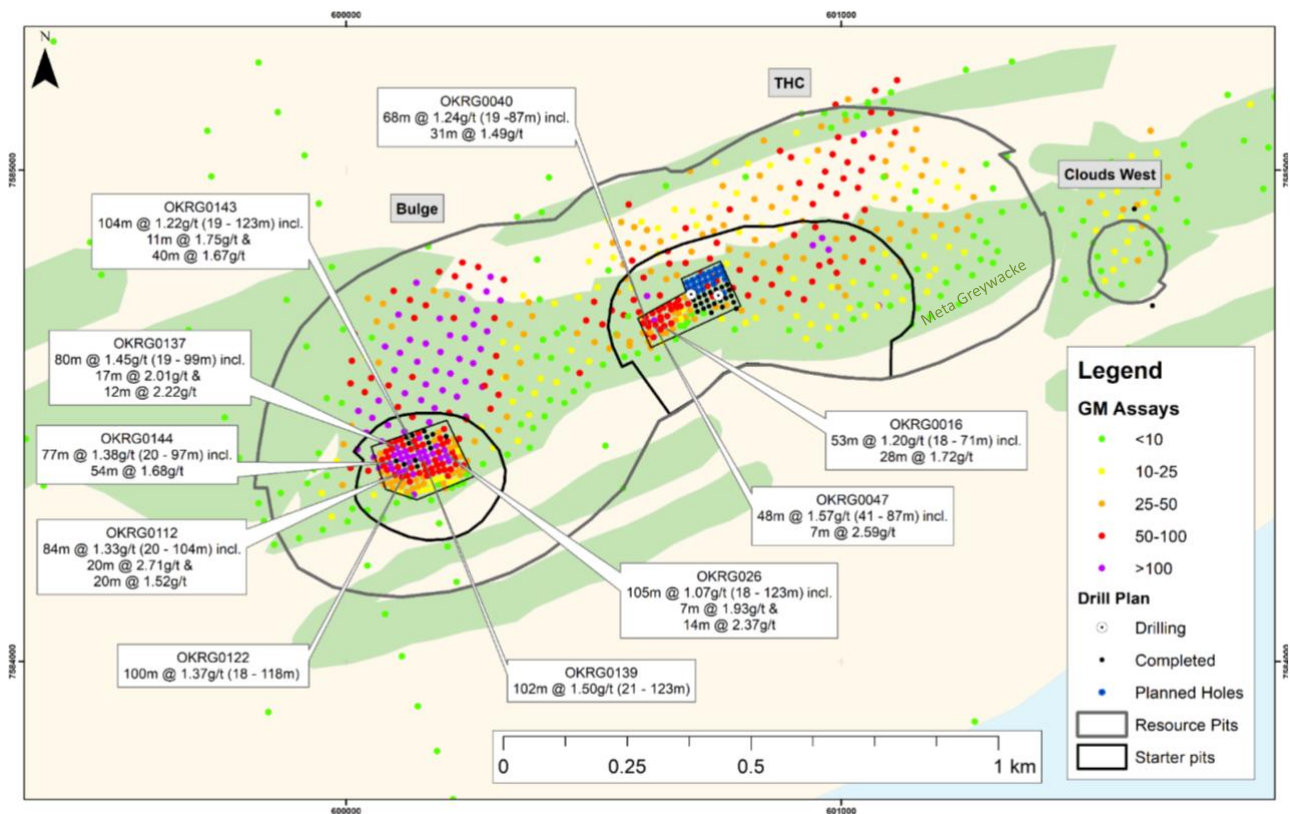 600000
601000
N
THC
OKRG0040
68m @ 1.24g/t (19 -87m) incl.
31m @ 1.49g/t
7585000
7585000
Clouds West
Bulge
OKRG0143
104m @ 1.22g/t (19 - 123m) incl.
11m @ 1.75g/t &
40m @ 1.67g/t
Meta Greywacke
OKRG0137
80m @ 1.45g/t (19 - 99m) incl.
17m @ 2.01g/t &
12m @ 2.22g/t
OKRG0144
77m @ 1.38g/t (20 - 97m) incl.
54m @ 1.68g/t
OKRG0016
53m @ 1.20g/t (18 - 71m) incl.
28m @ 1.72g/t
OKRG0047
48m @ 1.57g/t (41 - 87m) incl.
7m @ 2.59g/t
OKRG0112
84m @ 1.33g/t (20 - 104m) incl.
20m @ 2.71g/t &
20m @ 1.52g/t
OKRG026
105m @ 1.07g/t (18 - 123m) incl.
7m @ 1.93g/t &
14m @ 2.37g/t
OKRG0122
100m @ 1.37g/t (18 - 118m)
OKRG0139
102m @ 1.50g/t (21 - 123m)
Legend
GM Assays
<10
10-25
25-50
50-100
>100
Drill Plan
Drilling
Completed
Planned Holes
Resource Pits
Starter pits
7584000
7584000
0 0.25 0.5 1 km
600000
601000